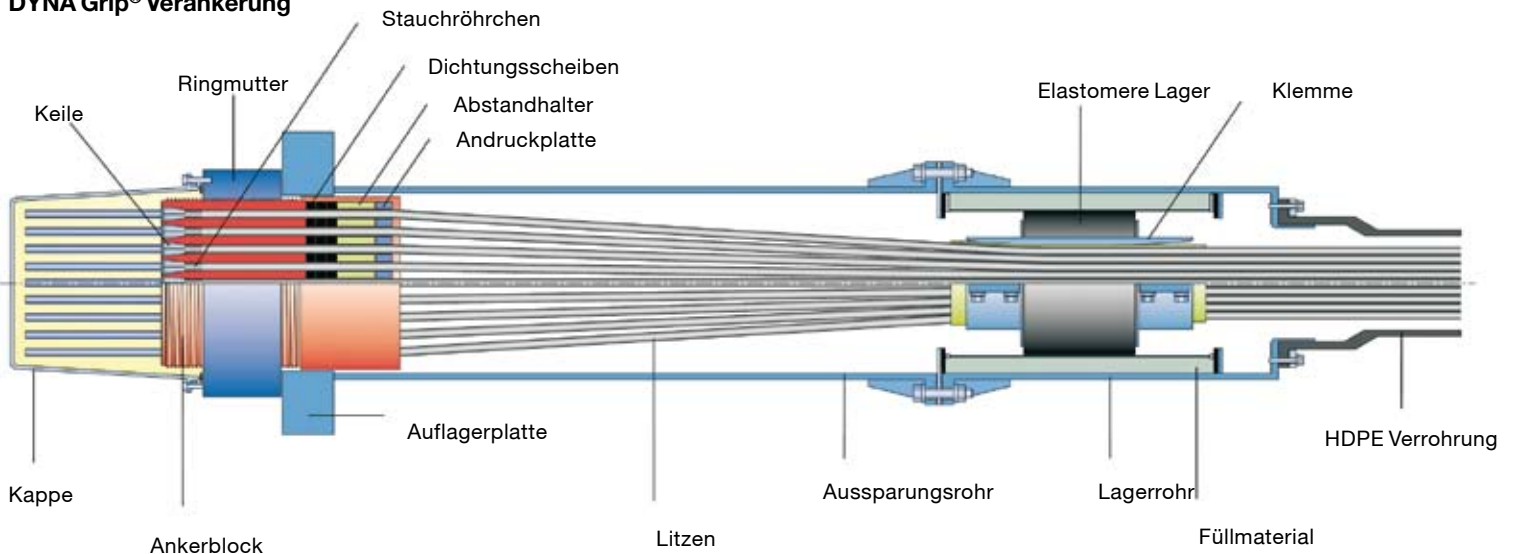 DYNA Grip® Verankerung
Stauchröhrchen
Dichtungsscheiben
Ringmutter
Abstandhalter
Elastomere Lager
Klemme
Keile
Andruckplatte
Auflagerplatte
HDPE Verrohrung
Kappe
Aussparungsrohr
Lagerrohr
Ankerblock
Litzen
Füllmaterial